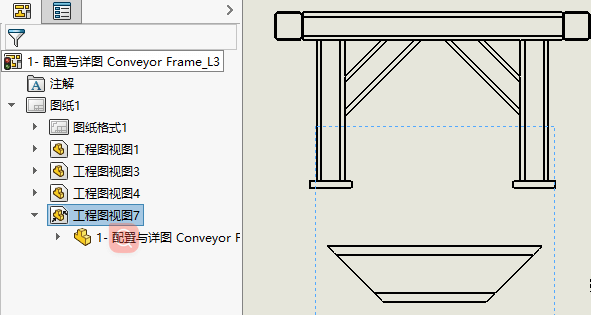 1- 配置与详图 Conveyor Frame_L3
注解
图纸1
图纸格式1
工程图视图1
工程图视图3
工程图视图4
工程图视图7
1- 配置与详图 Conveyor F